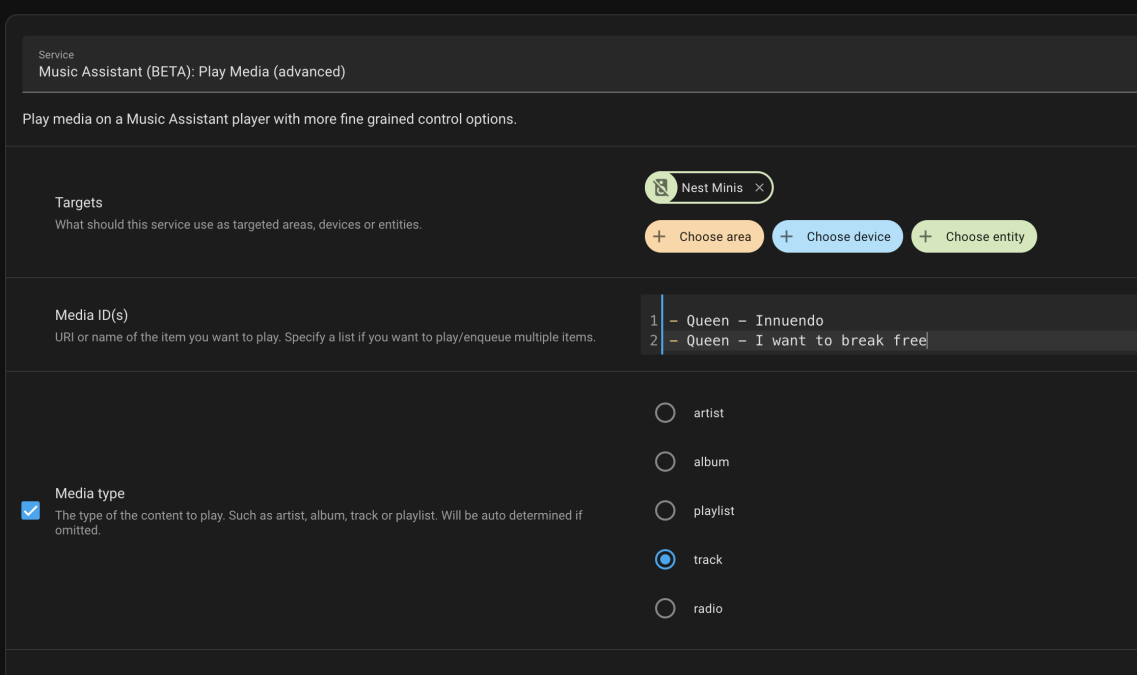 Service
Music Assistant (BETA): Play Media (advanced)
Play media on a Music Assistant player with more fine grained control options.
Targets
What should this service use as targeted areas, devices or entities.
Nest Minis ×
+ Choose area
+ Choose device
+ Choose entity
Media ID(s)
URI or name of the item you want to play. Specify a list if you want to play/enqueue multiple items.
1 - Queen - Innuendo
2 - Queen - I want to break free
Media type
The type of the content to play. Such as artist, album, track or playlist. Will be auto determined if
omitted.
artist
album
playlist
track
radio